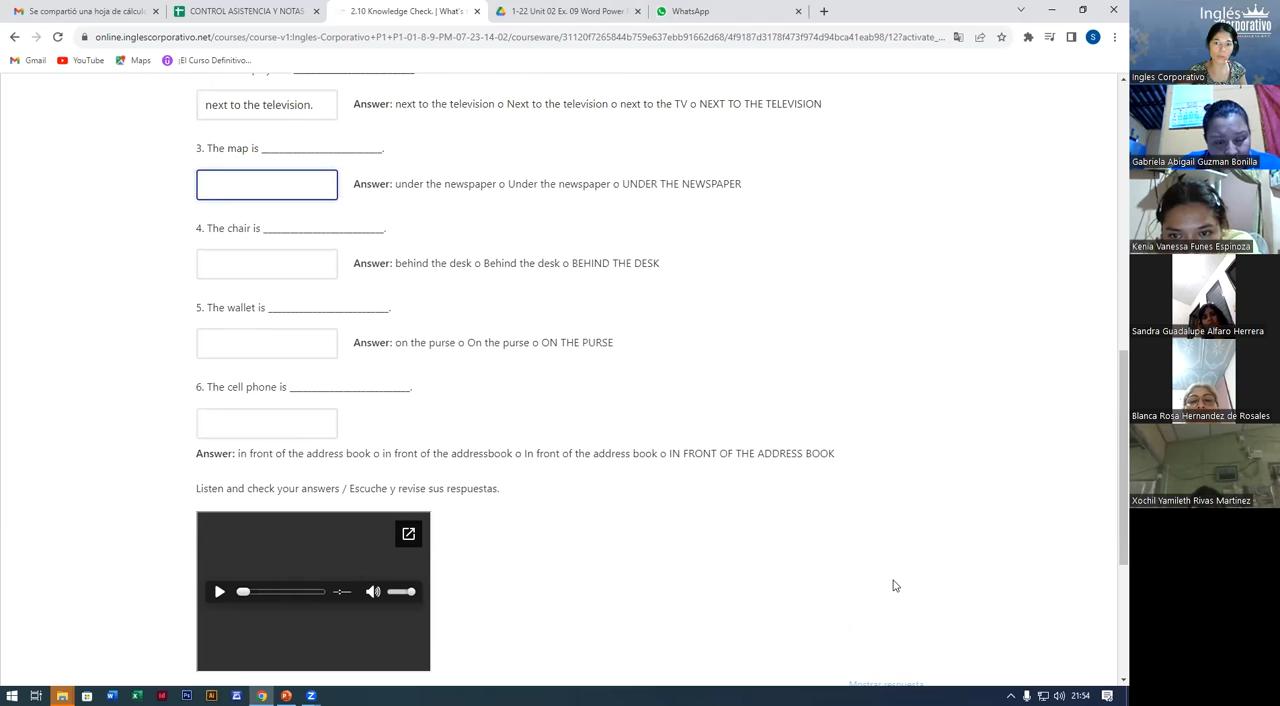 Se compartió una hoja de cálculo
CONTROL ASISTENCIA Y NOTAS
2.10 Knowledge Check. | What's
1-22 Unit 02 Ex. 09 Word Power
WhatsApp
online.inglescorporativo.net/courses/course-v1:Ingles-Corporativo+P1+P1-01-8-9-PM-07-23-14-02/courseware/31120f7265844b759e637ebb91662d68/4f9187d3178f473f974d94bca41eab98/12?activate_...
Gmail
YouTube
Maps
¡El Curso Definitivo...
next to the television.
Answer: next to the television o Next to the television o next to the TV o NEXT TO THE TELEVISION
3. The map is ________________________.
Answer: under the newspaper o Under the newspaper o UNDER THE NEWSPAPER
4. The chair is ________________________.
Answer: behind the desk o Behind the desk o BEHIND THE DESK
5. The wallet is ________________________.
Answer: on the purse o On the purse o ON THE PURSE
6. The cell phone is ________________________.
Answer: in front of the address book o in front of the addressbook o In front of the address book o IN FRONT OF THE ADDRESS BOOK
Listen and check your answers / Escuche y revise sus respuestas.
-:-
Mostrar respuesta
Inglés
Corporativo
Ingles Corporativo
Gabriela Abigail Guzman Bonilla
Kenia Vanessa Funes Espinoza
Sandra Guadalupe Alfaro Herrera
Blanca Rosa Hernandez de Rosales
Xochil Yamileth Rivas Martinez
21:54